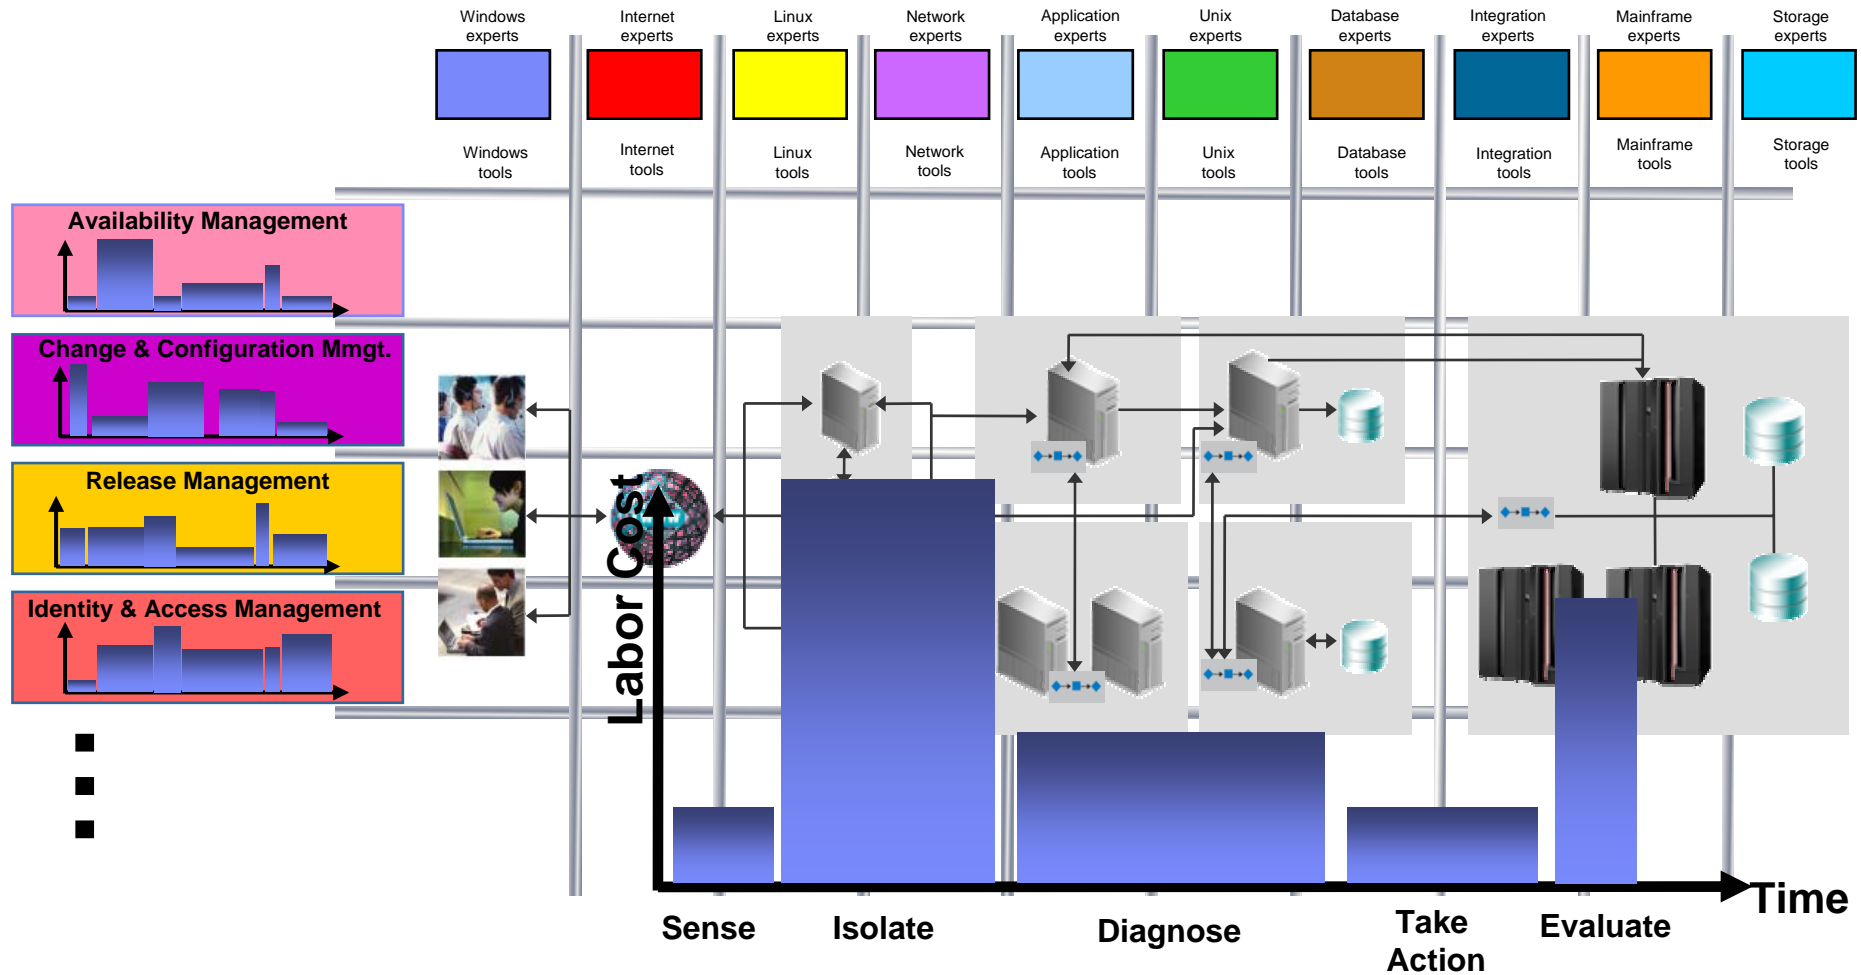 Windows
experts
Internet
experts
Linux
experts
Network
experts
Application
experts
Unix
experts
Database
experts
Integration
experts
Mainframe
experts
Storage
experts
Windows
tools
Internet
tools
Linux
tools
Network
tools
Application
tools
Unix
tools
Database
tools
Integration
tools
Mainframe
tools
Storage
tools
Availability Management
Change & Configuration Mmgt.
Release Management
Identity & Access Management
Labor Cost
Time
Sense
Isolate
Diagnose
Take
Action
Evaluate